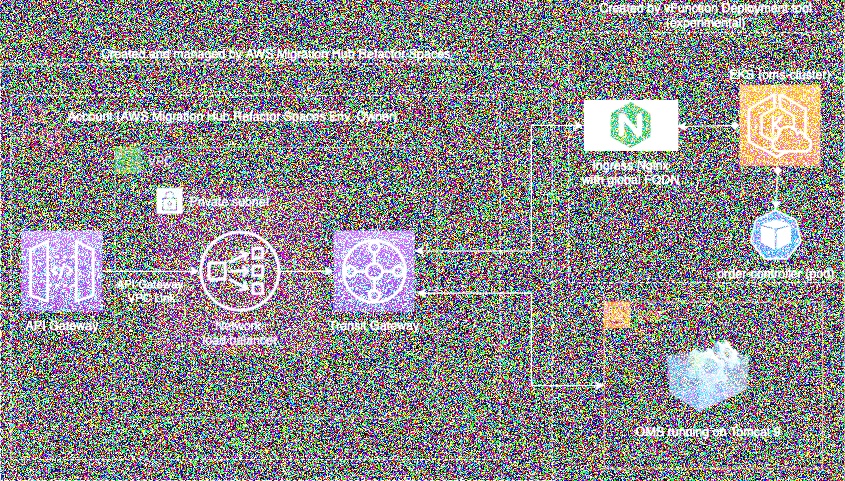 Created by vFunction Deployment tool
(experimental)
Created and managed by AWS Migration Hub Refactor Spaces
EKS (oms-cluster)
Account (AWS Migration Hub Refactor Spaces Env. Owner)
VPC
Ingress Nginx
with global FQDN
Private subnet
order-controller (pod)
API Gateway
VPC Link
API Gateway
Network
load balancer
Transit Gateway
OMS running on Tomcat 9